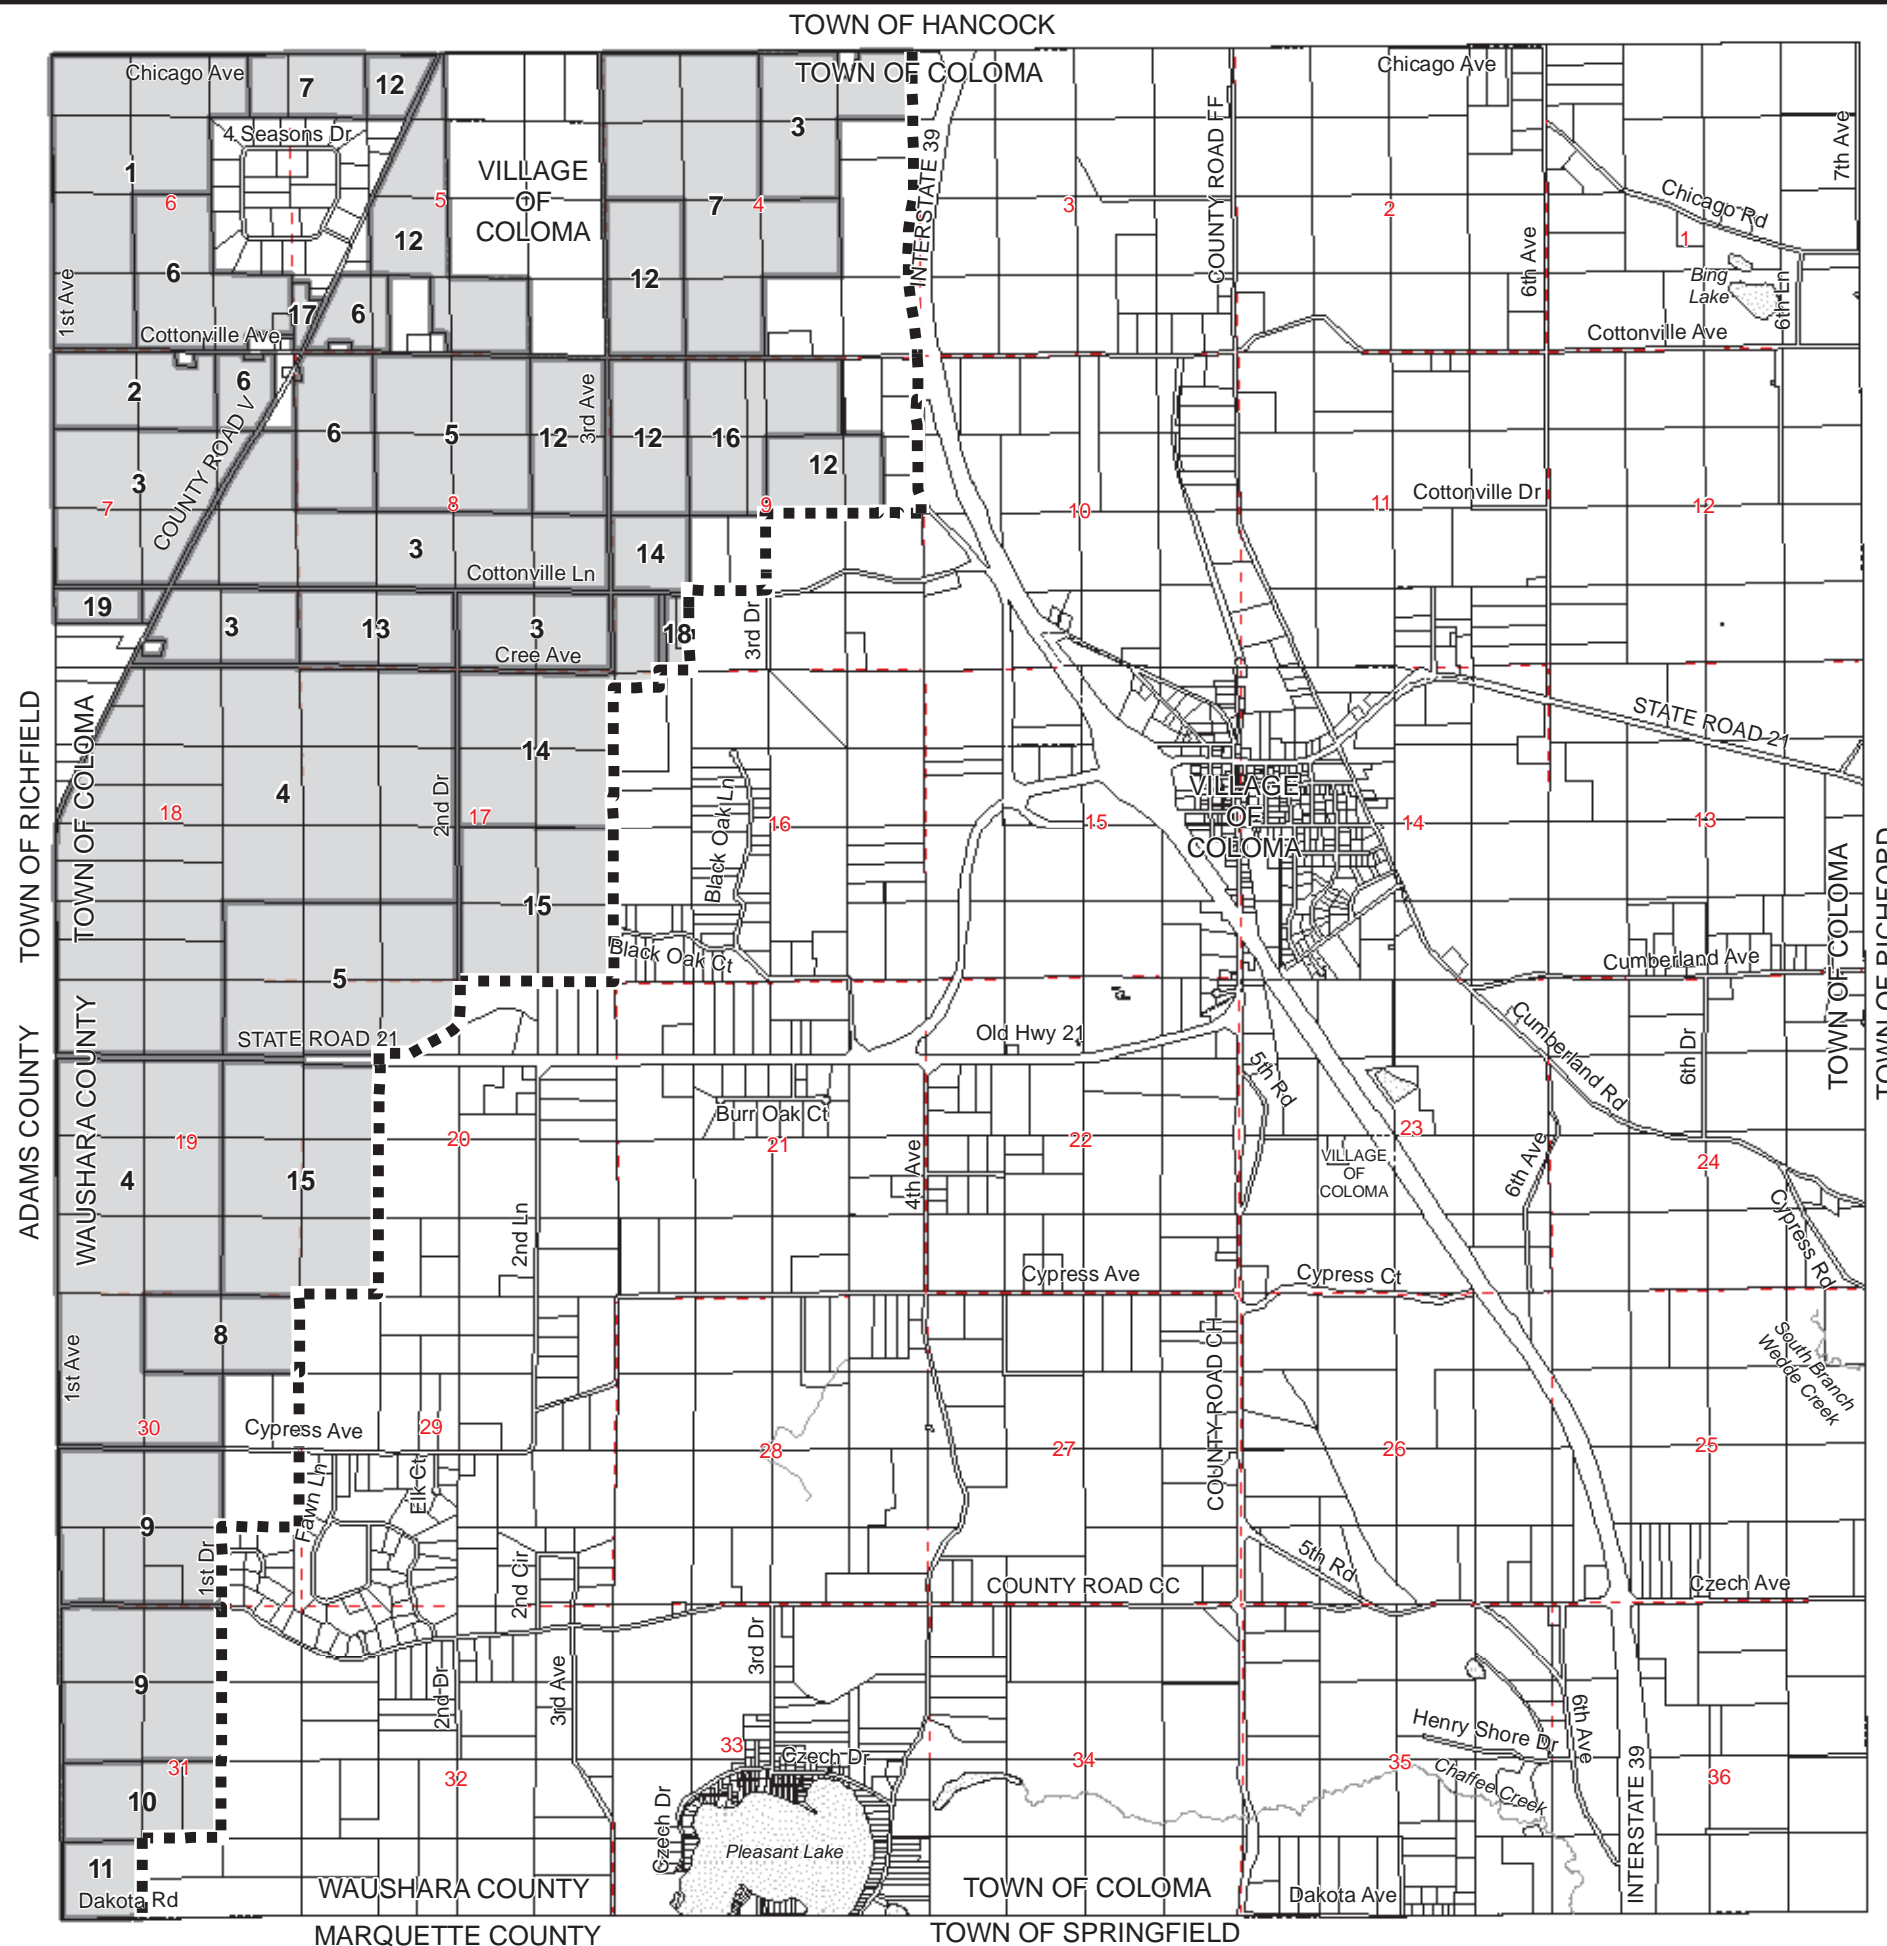 TOWN OF HANCOCK
TOWN OF COLOMA
Chicago Ave
7
12
Chicago Ave
3
4 Seasons Dr
7th Ave
1
VILLAGE
OF
COLOMA
INTERSTATE 39
COUNTY ROAD FF
Chicago Rd
6
5
7
4
3
2
1
12
6th Ave
6
12
Bing
Lake
6th Ln
1st Ave
17
6
Cottonville Ave
Cottonville Ave
2
6
3rd Ave
COUNTY ROAD V
6
5
12
12
16
12
3
7
8
9
10
11
Cottonville Dr
12
3
14
Cottonville Ln
19
3
13
3
18
3rd Dr
Cree Ave
TOWN OF RICHFIELD
TOWN OF COLOMA
STATE ROAD 21
14
4
2nd Dr
17
18
Black Oak Ln
16
15
VILLAGE
OF
COLOMA
14
13
TOWN OF COLOMA
TOWN OF RICHFORD
15
Black Oak Ct
Cumberland Ave
5
ADAMS COUNTY
WAUSHARA COUNTY
STATE ROAD 21
Old Hwy 21
Cumberland Rd
6th Dr
5th Rd
Burr Oak Ct
19
20
21
22
23
24
4th Ave
VILLAGE
OF
COLOMA
6th Ave
4
15
2nd Ln
Cypress Rd
Cypress Ave
Cypress Ct
8
1st Ave
COUNTY ROAD CH
South Branch
Wedde Creek
30
Cypress Ave
29
28
27
26
25
Fawn Ln
Elk Ct
9
1st Dr
2nd Cir
5th Rd
COUNTY ROAD CC
Czech Ave
3rd Dr
9
2nd Dr
3rd Ave
6th Ave
Henry Shore Dr
33
Czech Dr
31
32
34
35
36
Chaffee Creek
INTERSTATE 39
10
Czech Dr
Pleasant Lake
11
Dakota Rd
WAUSHARA COUNTY
TOWN OF COLOMA
Dakota Ave
MARQUETTE COUNTY
TOWN OF SPRINGFIELD